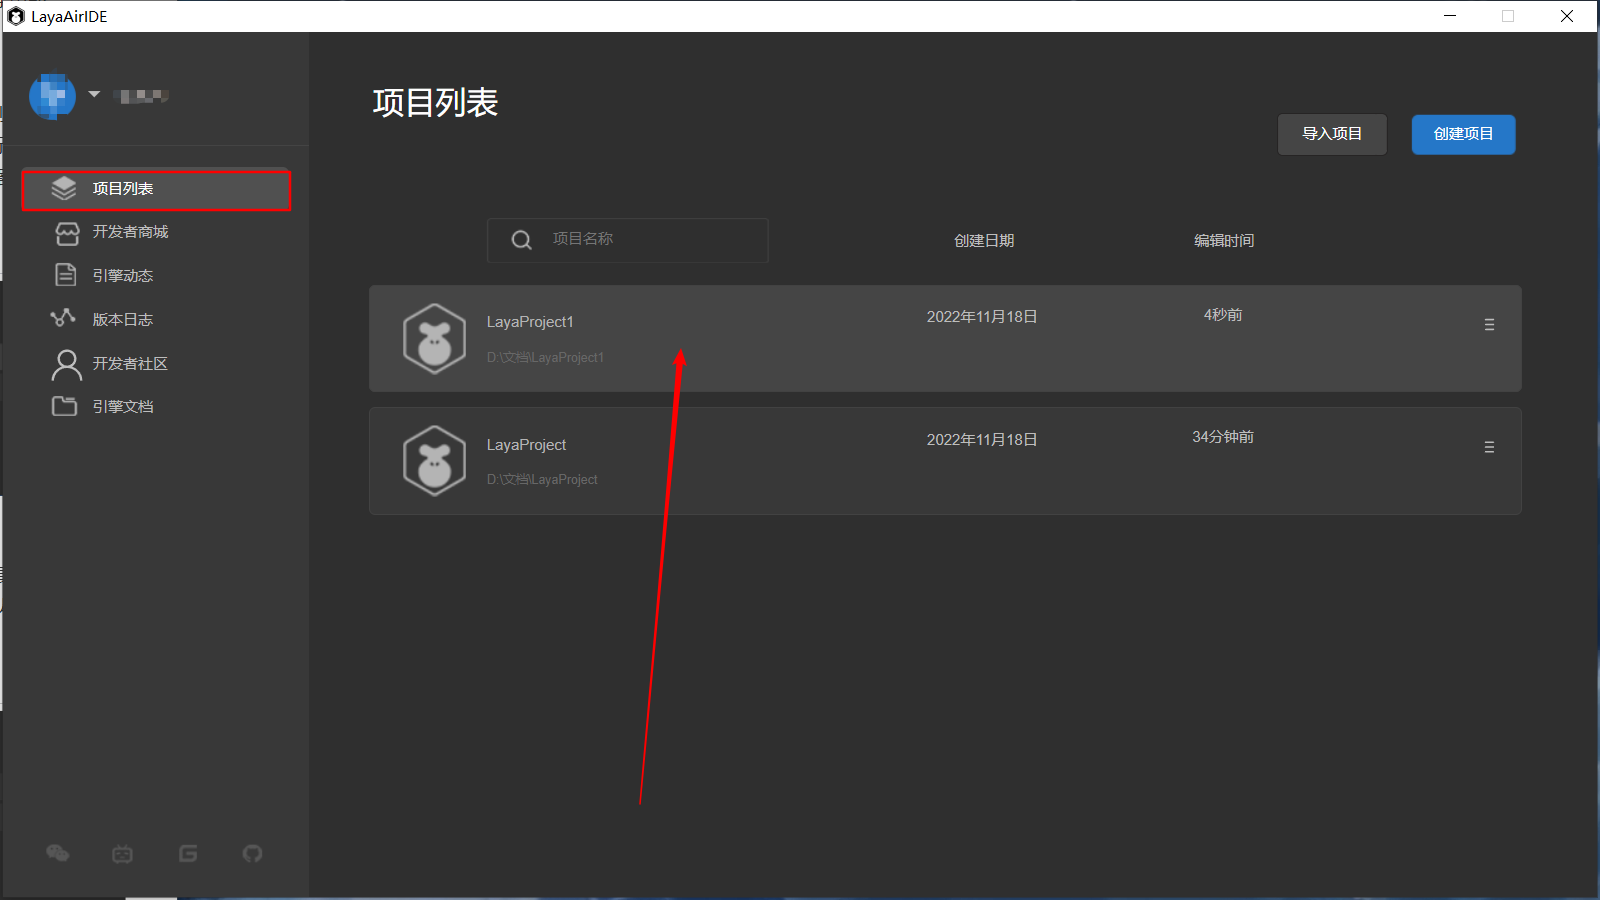 LayaAirIDE
项目列表
开发者商城
引擎动态
版本日志
开发者社区
引擎文档
项目列表
导入项目
创建项目
项目名称
创建日期
编辑时间
LayaProject1
D:\文档\LayaProject1
2022年11月18日
4秒前
LayaProject
D:\文档\LayaProject
2022年11月18日
34分钟前